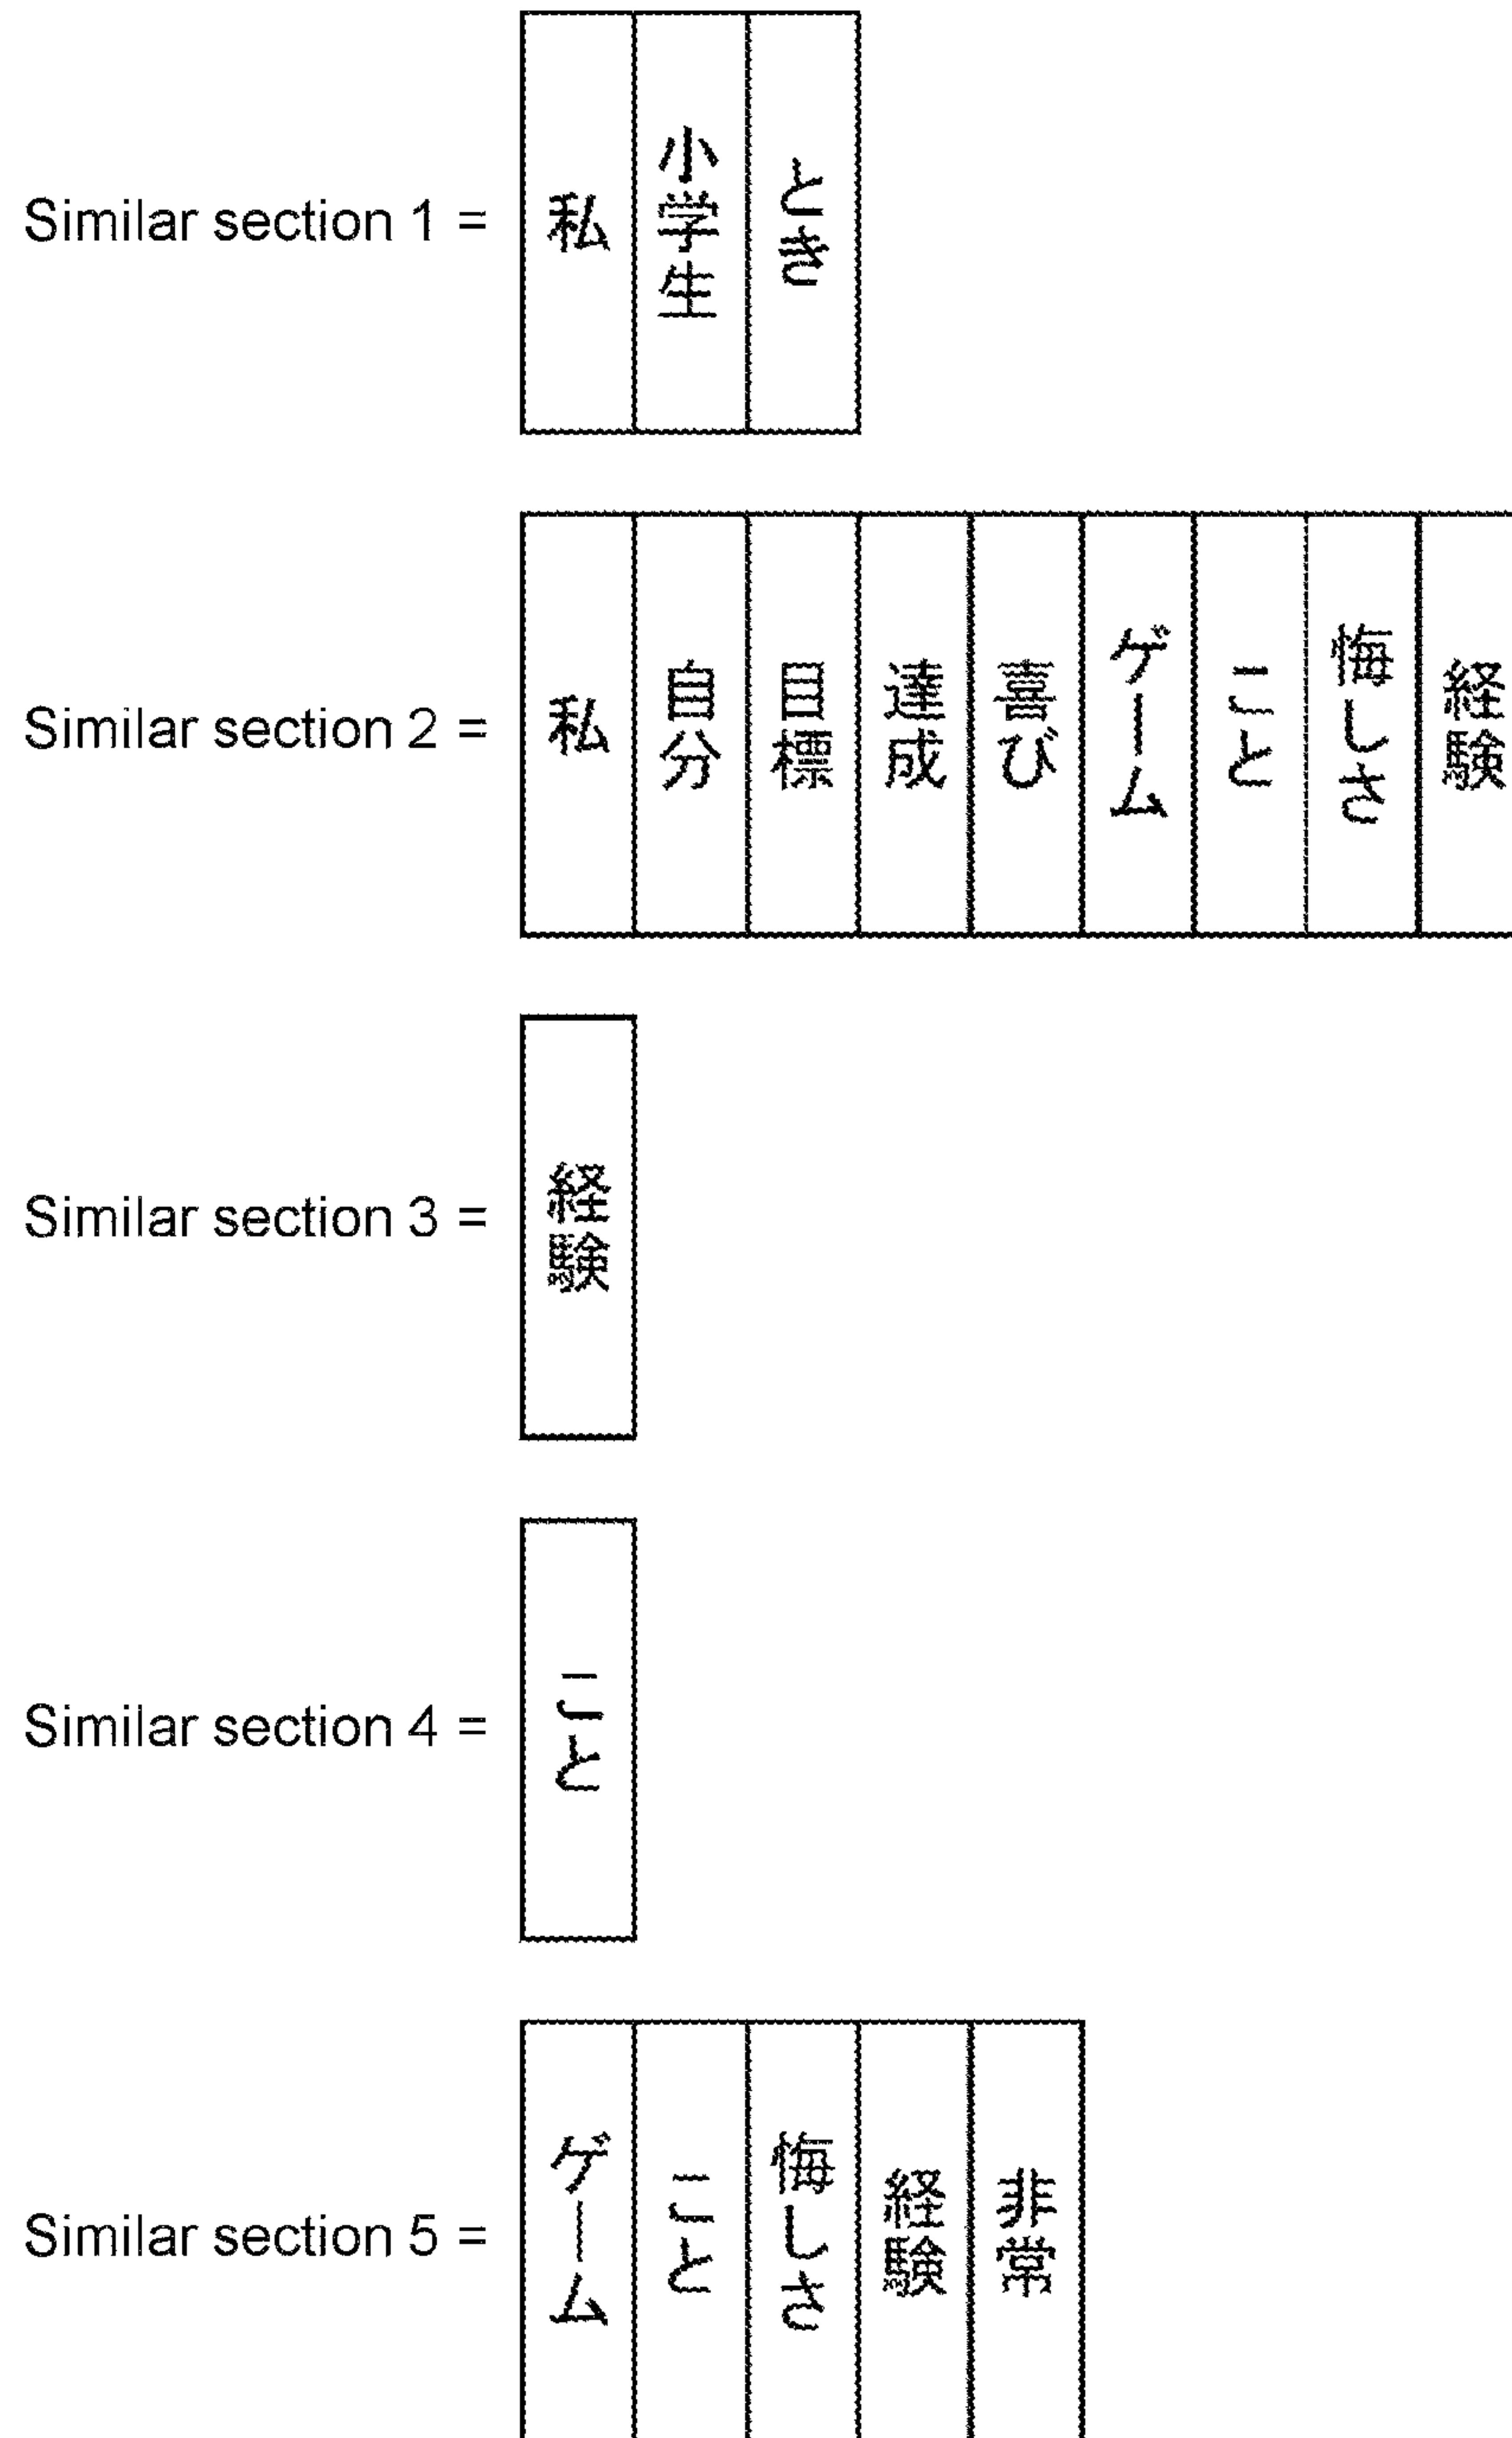 Similar section 1 = 私 小学生 とき
Similar section 2 = 私 自分 目標 達成 喜び ゲーム こと 悔しさ 経験
Similar section 3 = 経験
Similar section 4 = こと
Similar section 5 = ゲーム こと 悔しさ 経験 非常